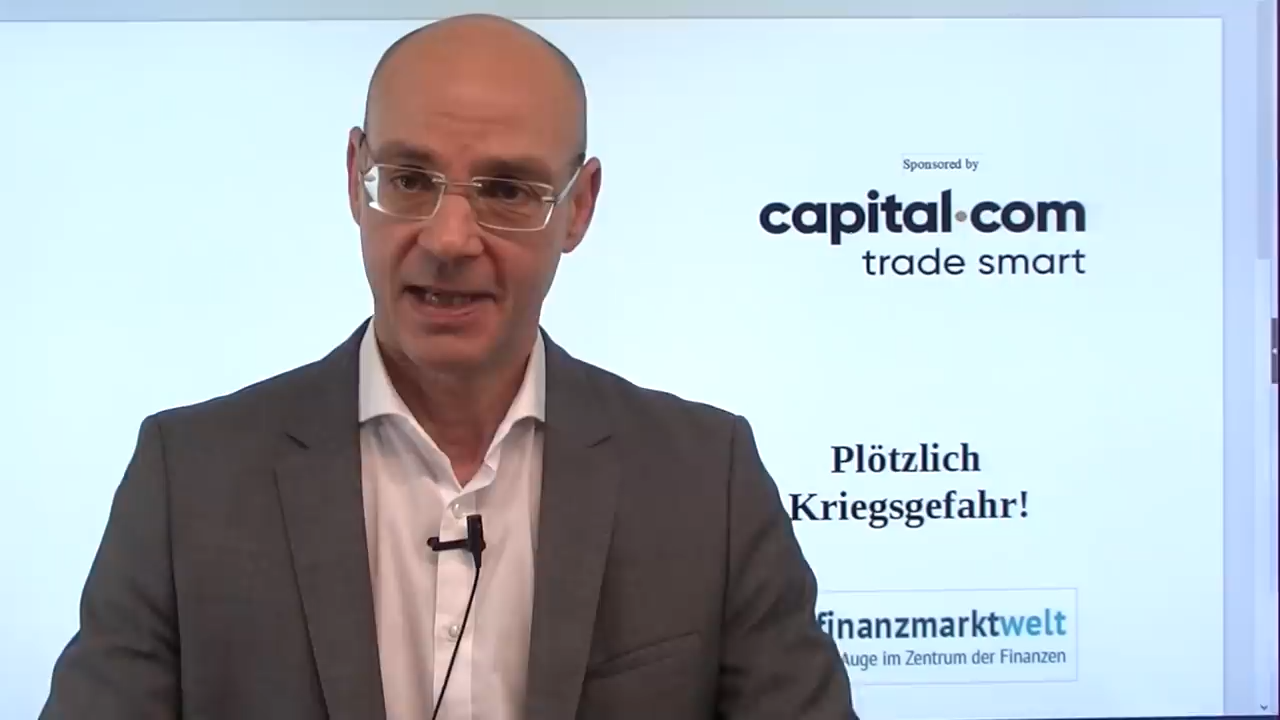 Sponsored by
capital·com
trade smart
Plötzlich
Kriegsgefahr!
finanzmarktwelt
Auge im Zentrum der Finanzen